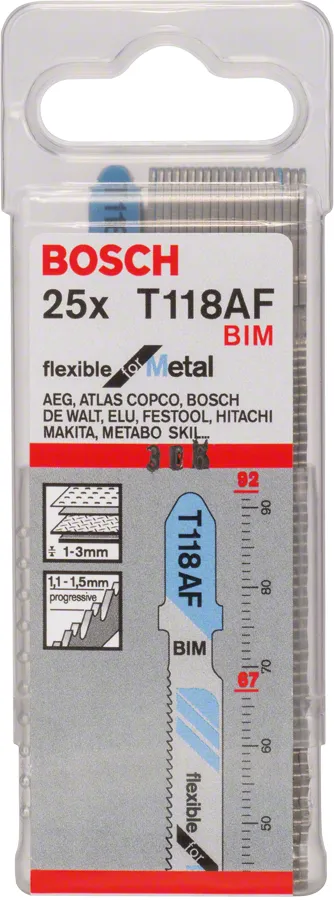 118
BOSCH
25x T118AF
BIM
flexible for Metal
AEG, ATLAS COPCO, BOSCH
DE WALT, ELU, FESTOOL, HITACHI
MAKITA, METABO SKIL...
92
90
1-3mm
T118AF
80
1,1-1,5mm
progressive
BIM
70
67
60
50
flexible for